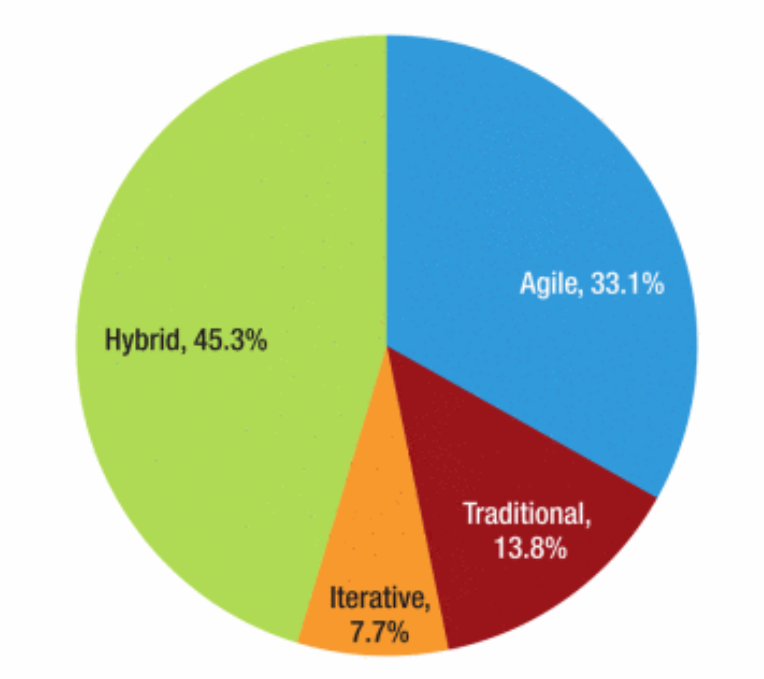 Agile, 33.1%
Hybrid, 45.3%
Traditional,
13.8%
Iterative,
7.7%